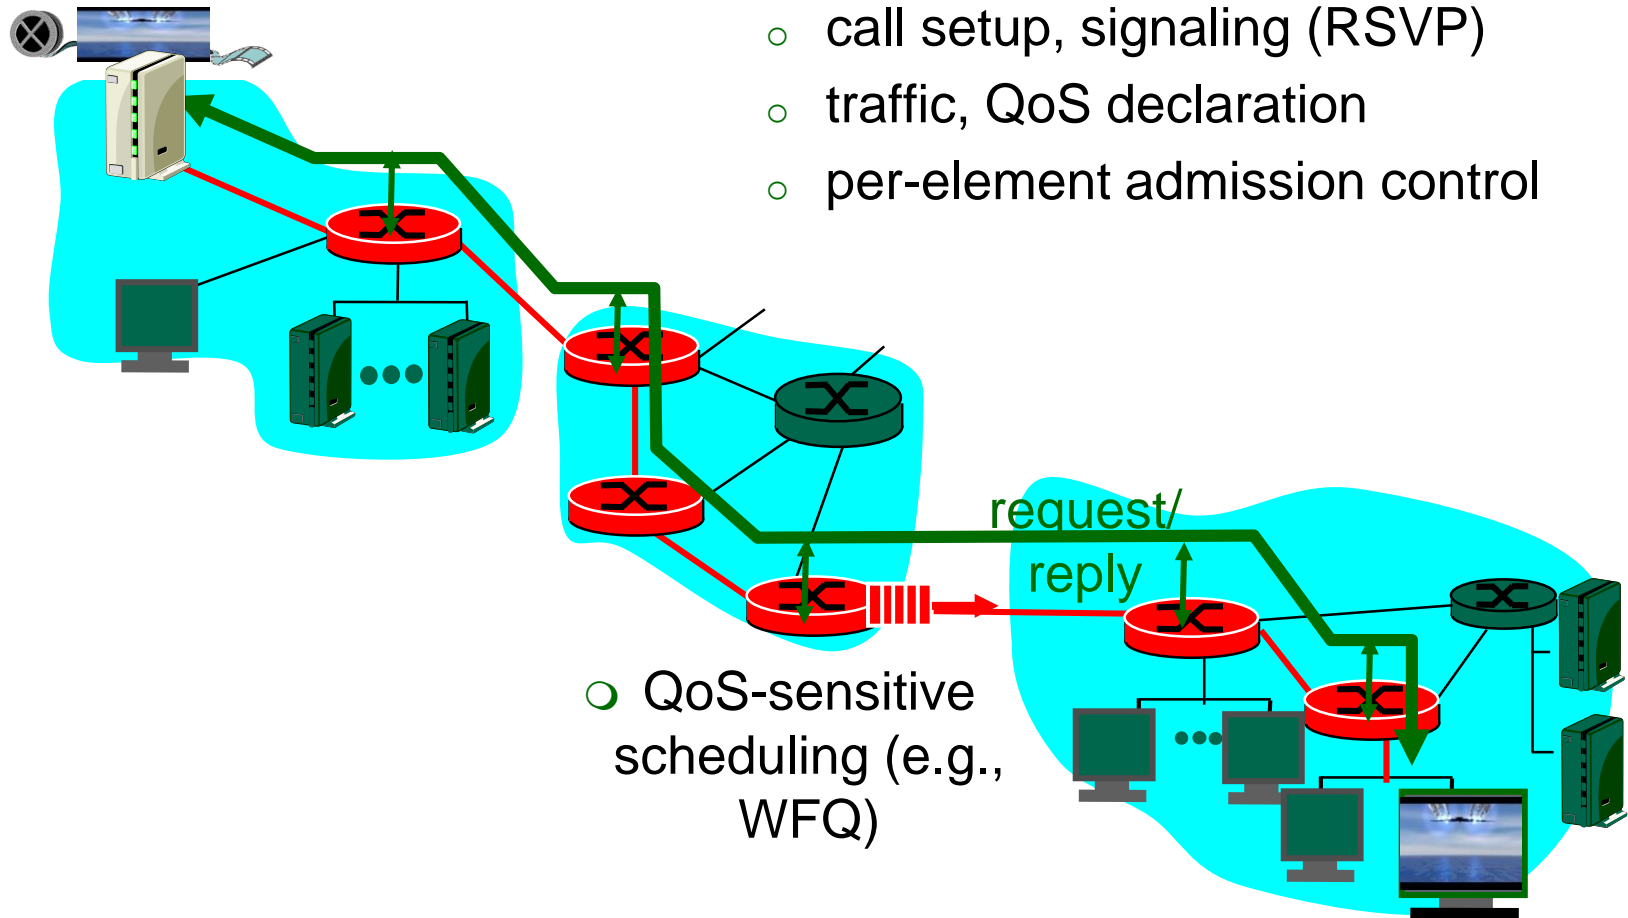 call setup, signaling (RSVP)
traffic, QoS declaration
per-element admission control
request/
reply
QoS-sensitive
scheduling (e.g.,
WFQ)